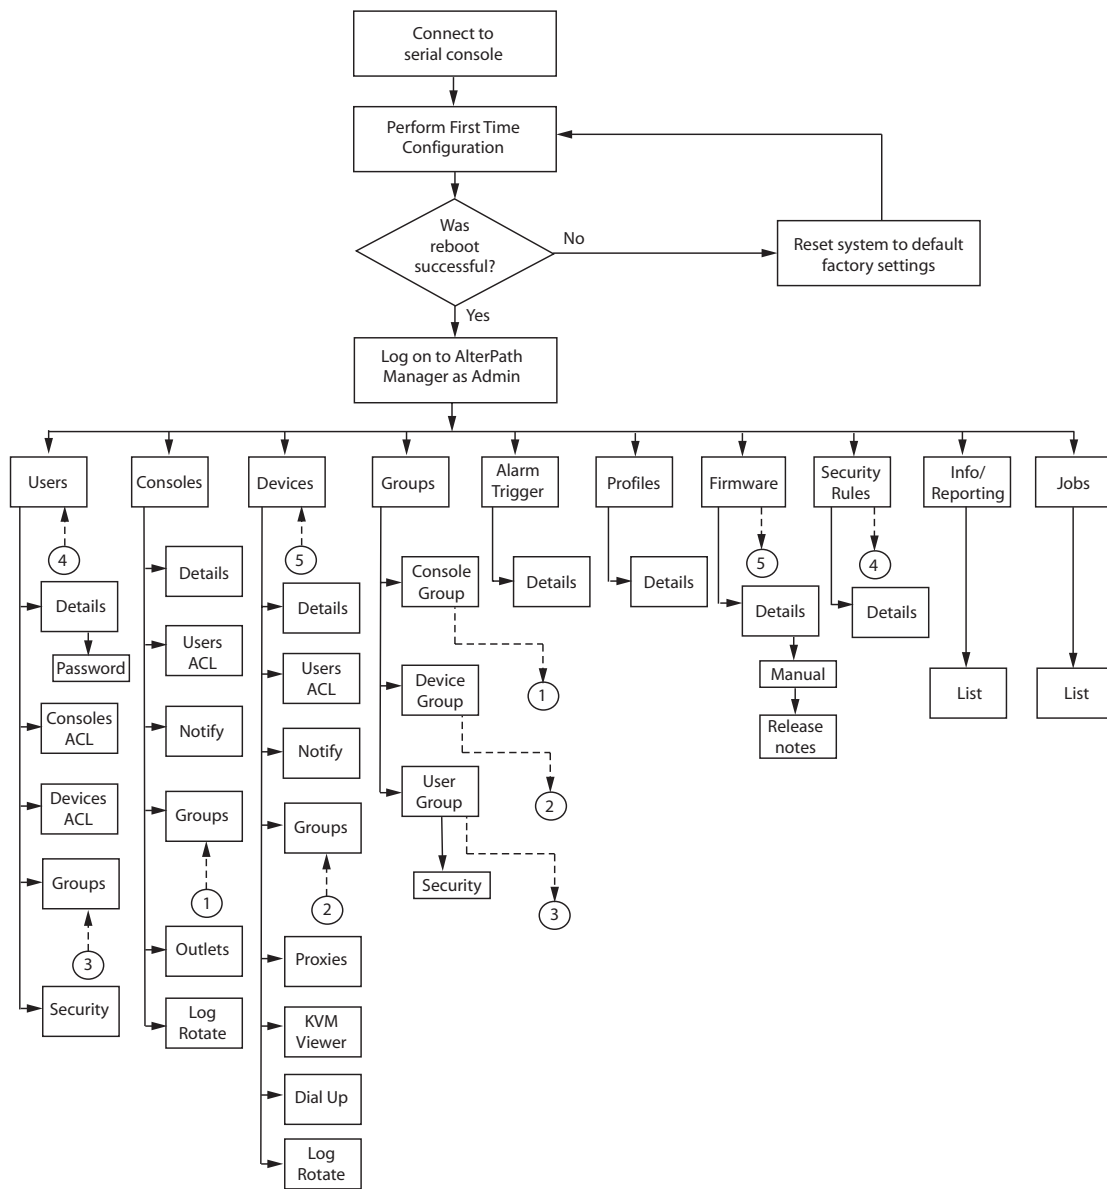 Connect to
serial console
Perform First Time
Configuration
Was
reboot
successful?
No
Reset system to default
factory settings
Yes
Log on to AlterPath
Manager as Admin
Users
Consoles
Devices
Groups
Alarm
Trigger
Profiles
Firmware
Security
Rules
Info/
Reporting
Jobs
4
Details
Password
Consoles
ACL
Devices
ACL
Groups
3
Security
Details
Users
ACL
Notify
Groups
1
Outlets
Log
Rotate
5
Details
Users
ACL
Notify
Groups
2
Proxies
KVM
Viewer
Dial Up
Log
Rotate
Console
Group
1
Device
Group
2
User
Group
Security
3
Details
Details
5
Details
Manual
Release
notes
4
Details
List
List